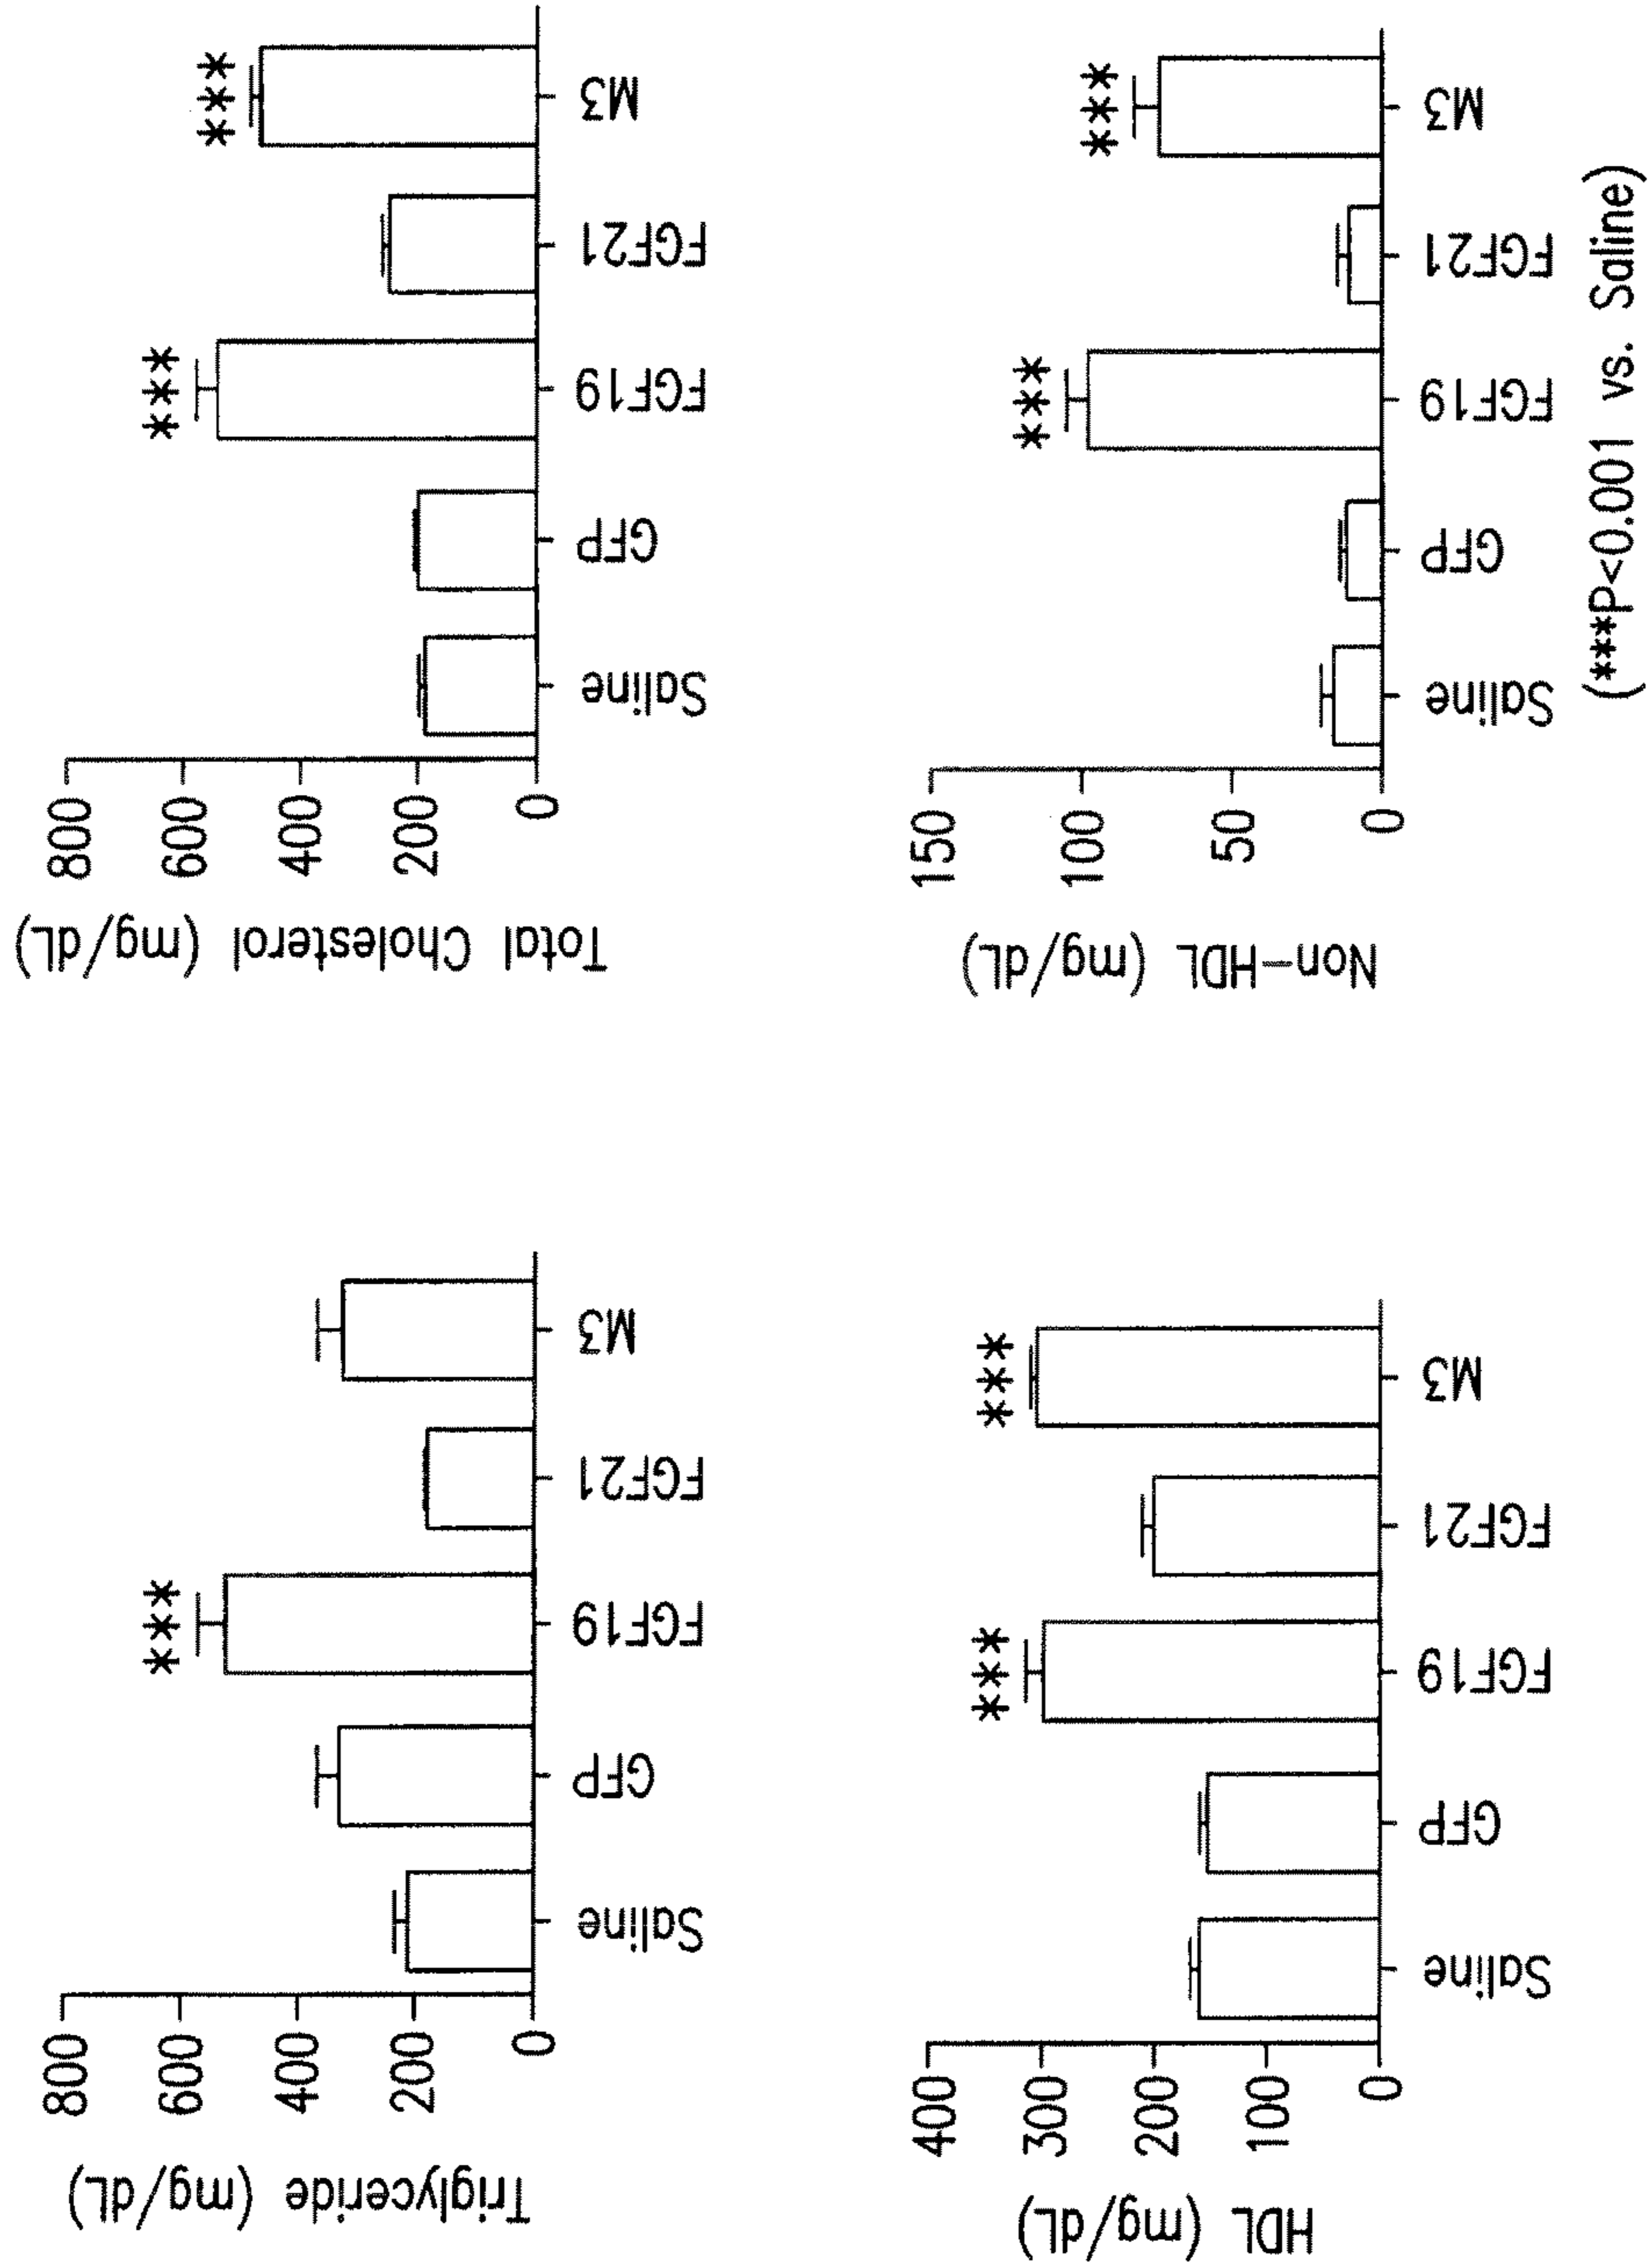 Triglyceride (mg/dL)
800
600
400
200
0
***
Saline
GFP
FGF19
FGF21
M3
Total Cholesterol (mg/dL)
800
600
400
200
0
***
***
Saline
GFP
FGF19
FGF21
M3
HDL (mg/dL)
400
300
200
100
0
***
***
Saline
GFP
FGF19
FGF21
M3
Non-HDL (mg/dL)
150
100
50
0
***
***
Saline
GFP
FGF19
FGF21
M3
(***P<0.001 vs. Saline)